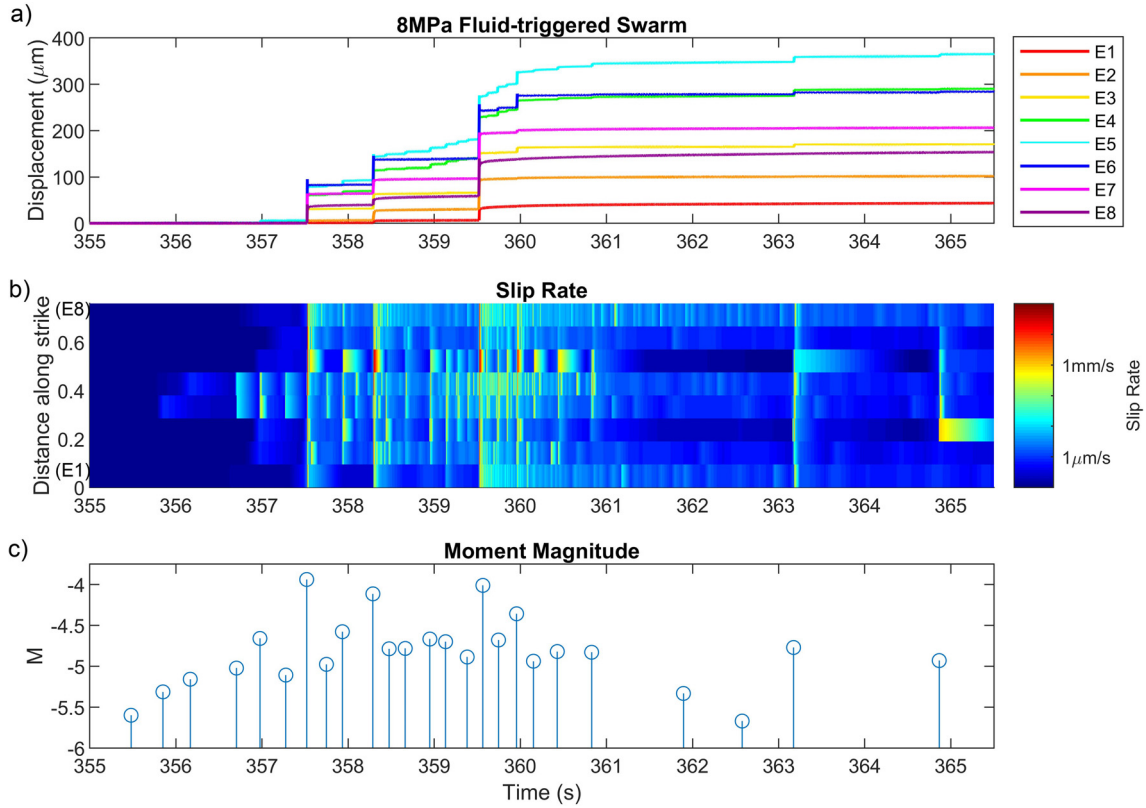 a)
8MPa Fluid-triggered Swarm
Displacement (μm)
400
300
200
100
0
355 356 357 358 359 360 361 362 363 364 365
E1
E2
E3
E4
E5
E6
E7
E8
b)
Slip Rate
Distance along strike
(E8)
0.6
0.4
0.2
(E1)
0
355 356 357 358 359 360 361 362 363 364 365
1mm/s
1μm/s
Slip Rate
c)
Moment Magnitude
M
-4
-4.5
-5
-5.5
-6
355 356 357 358 359 360 361 362 363 364 365
Time (s)